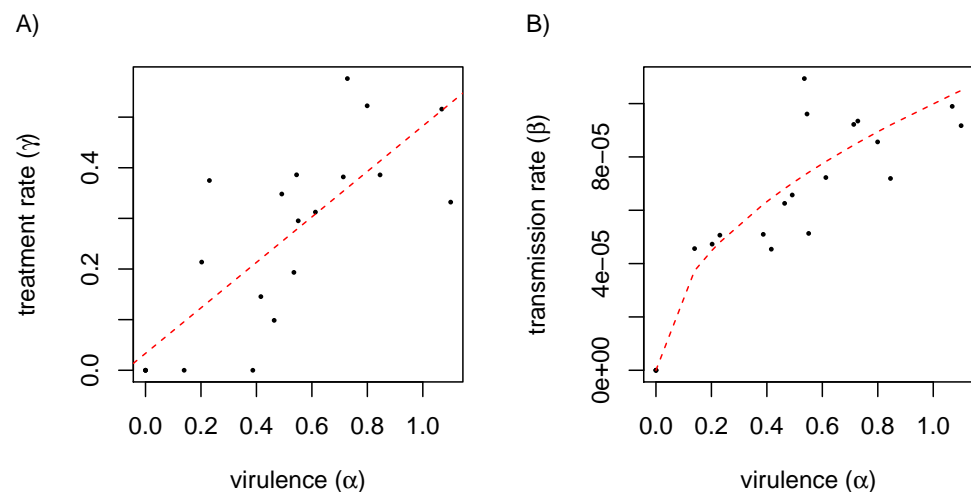 A)
treatment rate (γ)
0.0 0.2 0.4
0.0 0.2 0.4 0.6 0.8 1.0
virulence (α)
B)
transmission rate (β)
0e+00 4e-05 8e-05
0.0 0.2 0.4 0.6 0.8 1.0
virulence (α)